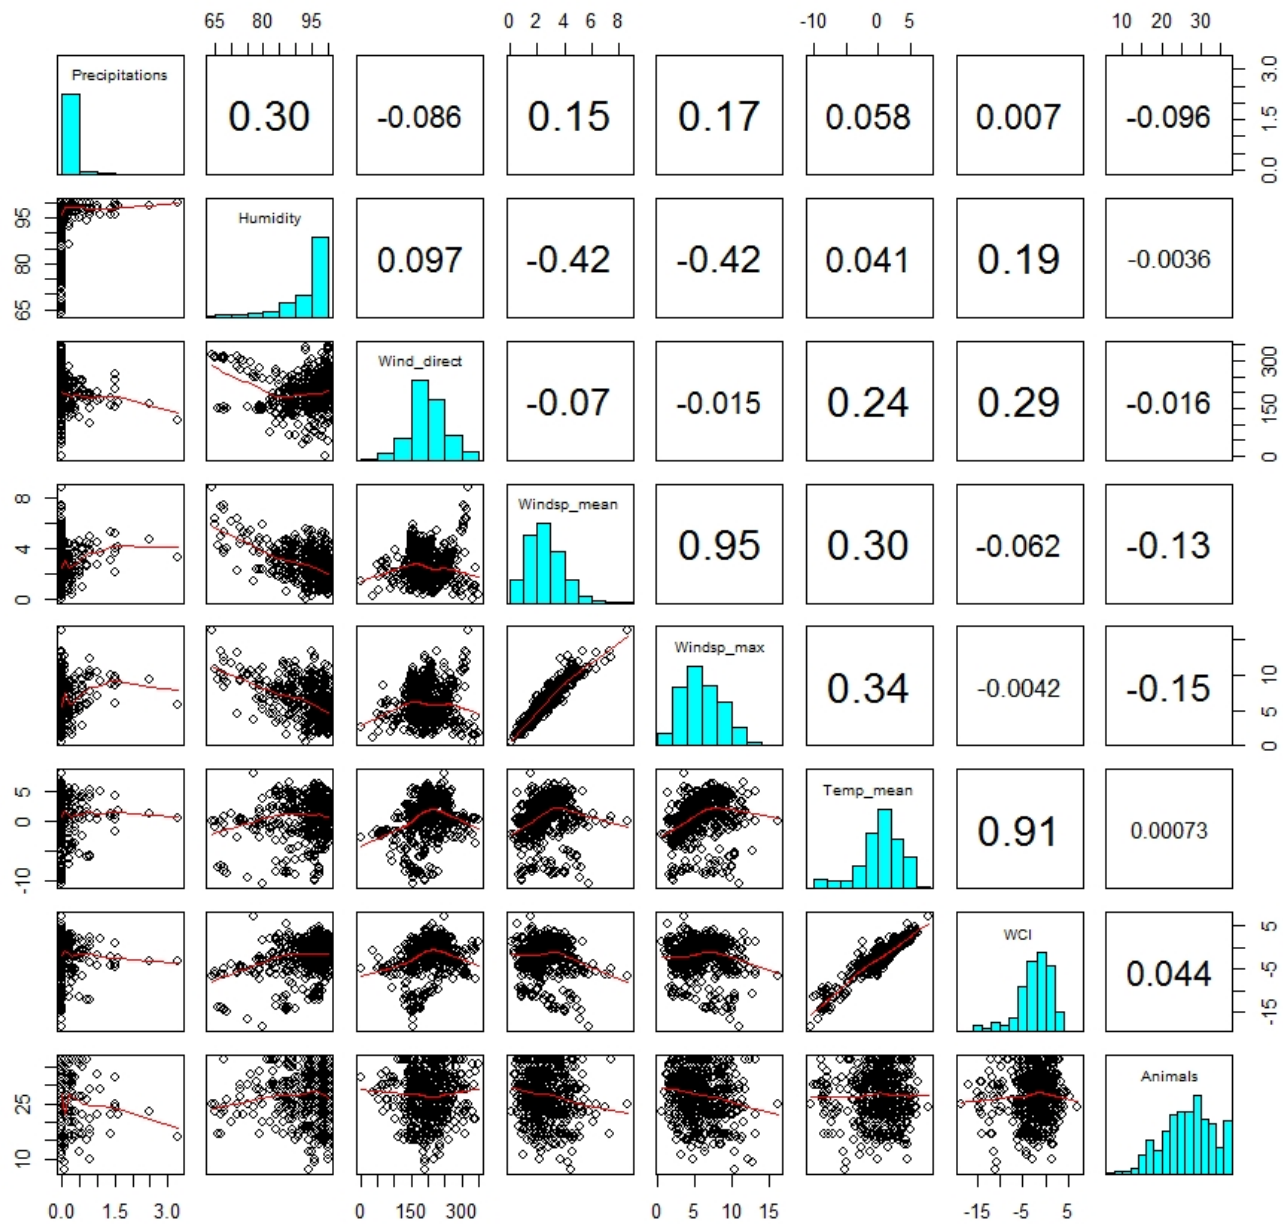 65 80 95 0 2 4 6 8 -10 0 5 10 20 30
Precipitations 0.30 -0.086 0.15 0.17 0.058 0.007 -0.096 0.0 1.5 3.0
65 80 95 Humidity 0.097 -0.42 -0.42 0.041 0.19 -0.0036
Wind_direct -0.07 -0.015 0.24 0.29 -0.016 0 150 300
0 4 8 Windsp_mean 0.95 0.30 -0.062 -0.13
Windsp_max 0.34 -0.0042 -0.15 0 5 10
-10 0 5 Temp_mean 0.91 0.00073
WCI 0.044 -15 -5 5
10 25 Animals
0.0 1.5 3.0 0 150 300 0 5 10 15 -15 -5 5